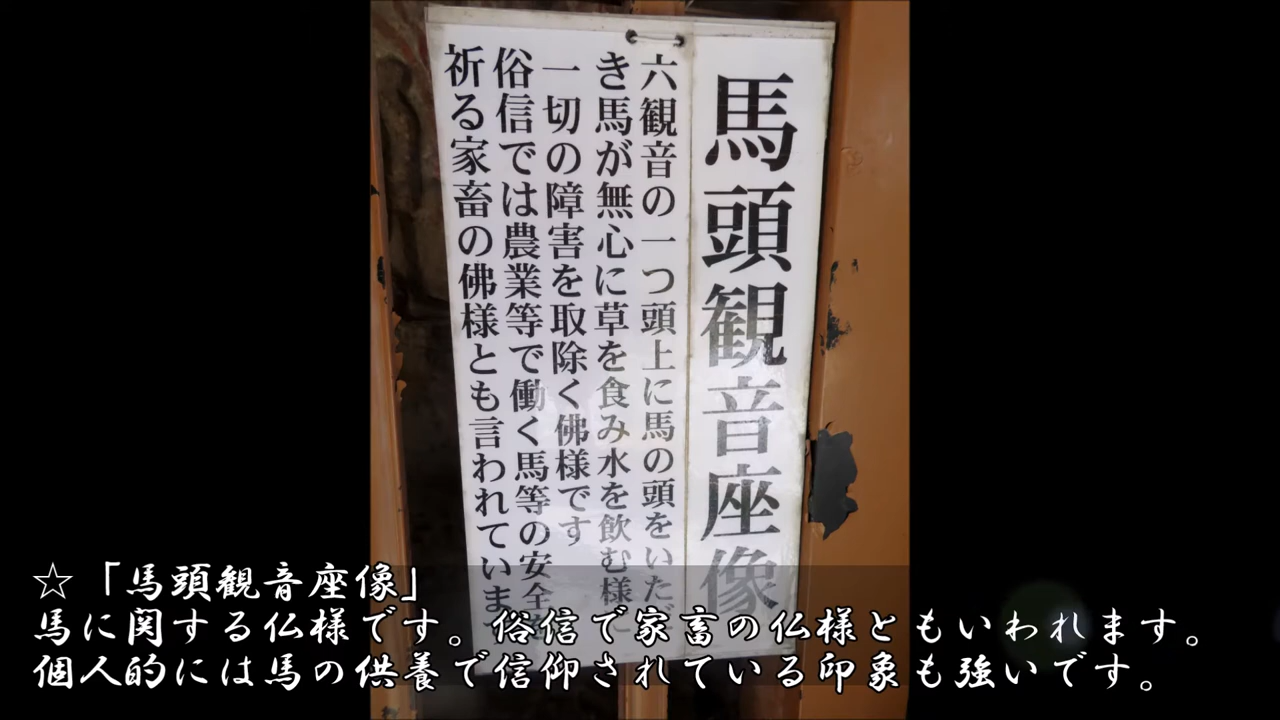 馬頭観音座像
六観音の一つ頭上に馬の頭をいただ
き馬が無心に草を食み水を飲む様に
一切の障害を取除く佛様です
俗信では農業等で働く馬等の安全を
祈る家畜の佛様とも言われています
☆「馬頭観音座像」
馬に関する仏様です。俗信で家畜の仏様ともいわれます。
個人的には馬の供養で信仰されている印象も強いです。